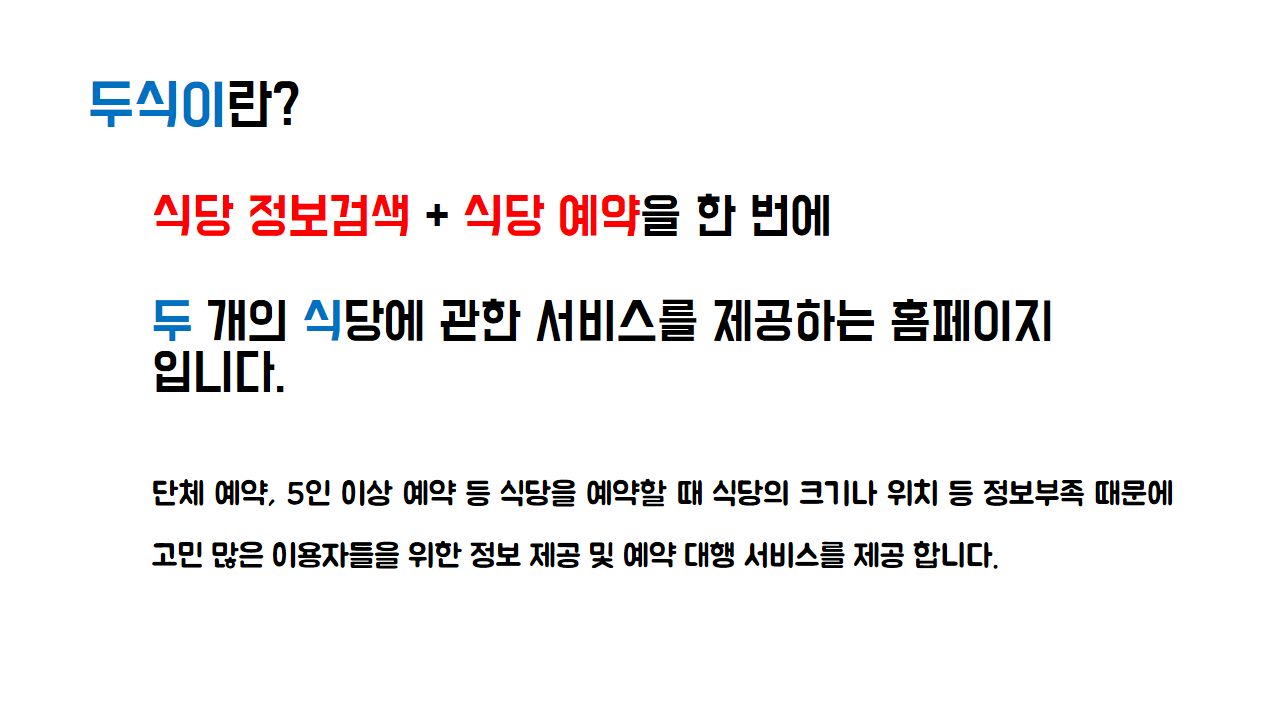 두식이란?
식당 정보검색 + 식당 예약을 한 번에
두 개의 식당에 관한 서비스를 제공하는 홈페이지
입니다.
단체 예약, 5인 이상 예약 등 식당을 예약할 때 식당의 크기나 위치 등 정보부족 때문에
고민 많은 이용자들을 위한 정보 제공 및 예약 대행 서비스를 제공 합니다.